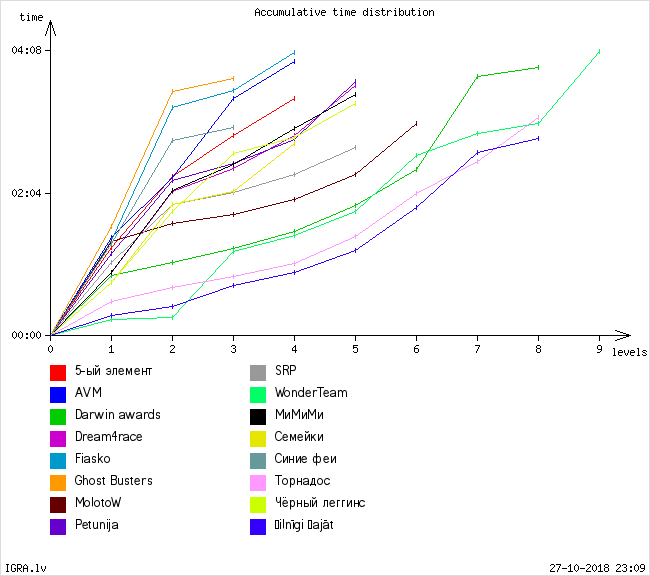 Accumulative time distribution
time
04:08
02:04
00:00
0 1 2 3 4 5 6 7 8 9
levels
5-ый элемент
AVM
Darwin awards
Dream4race
Fiasko
Ghost Busters
MolotoW
Petunija
SRP
WonderTeam
МиМиМи
Семейки
Синие феи
Торнадос
Чёрный леггинс
IGRA.lv
27-10-2018 23:09